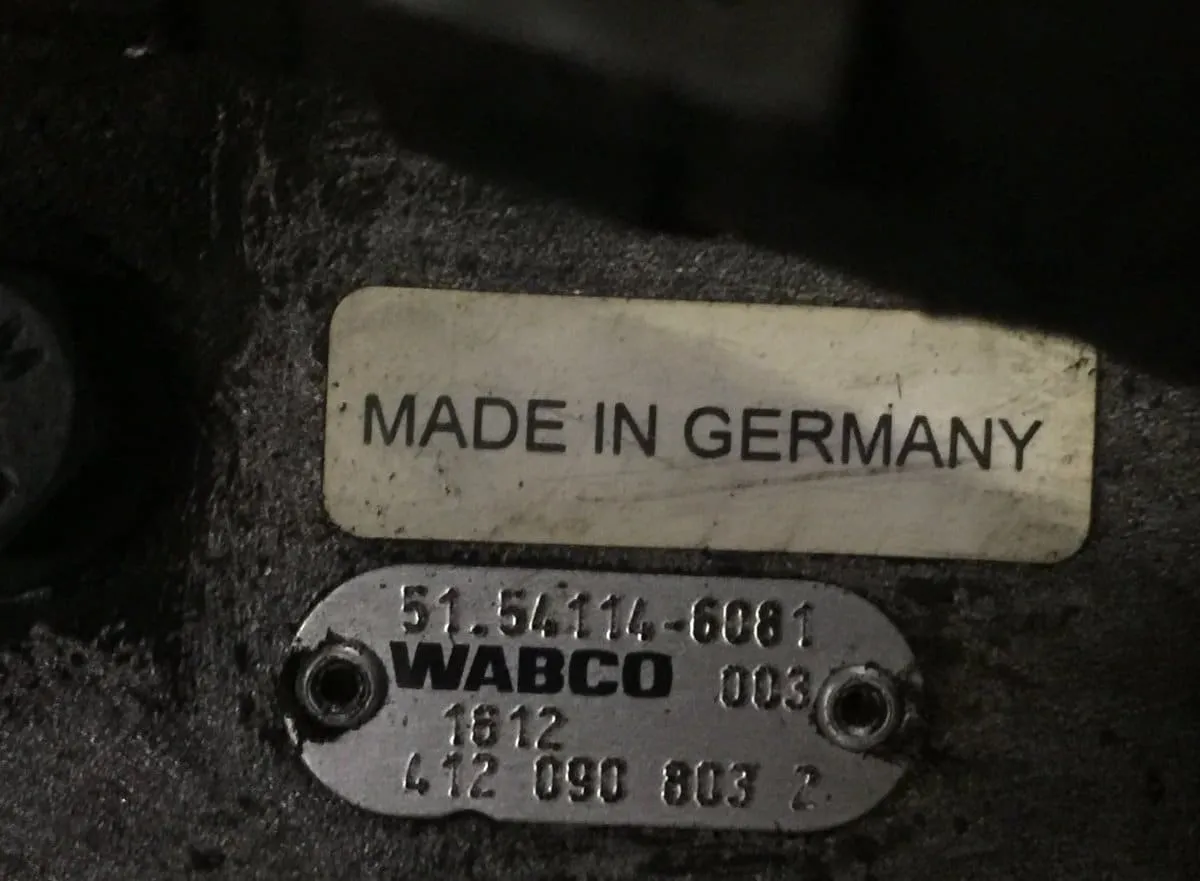 MADE IN GERMANY
51.54114-6081
WABCO 003
1612
412 090 803 2